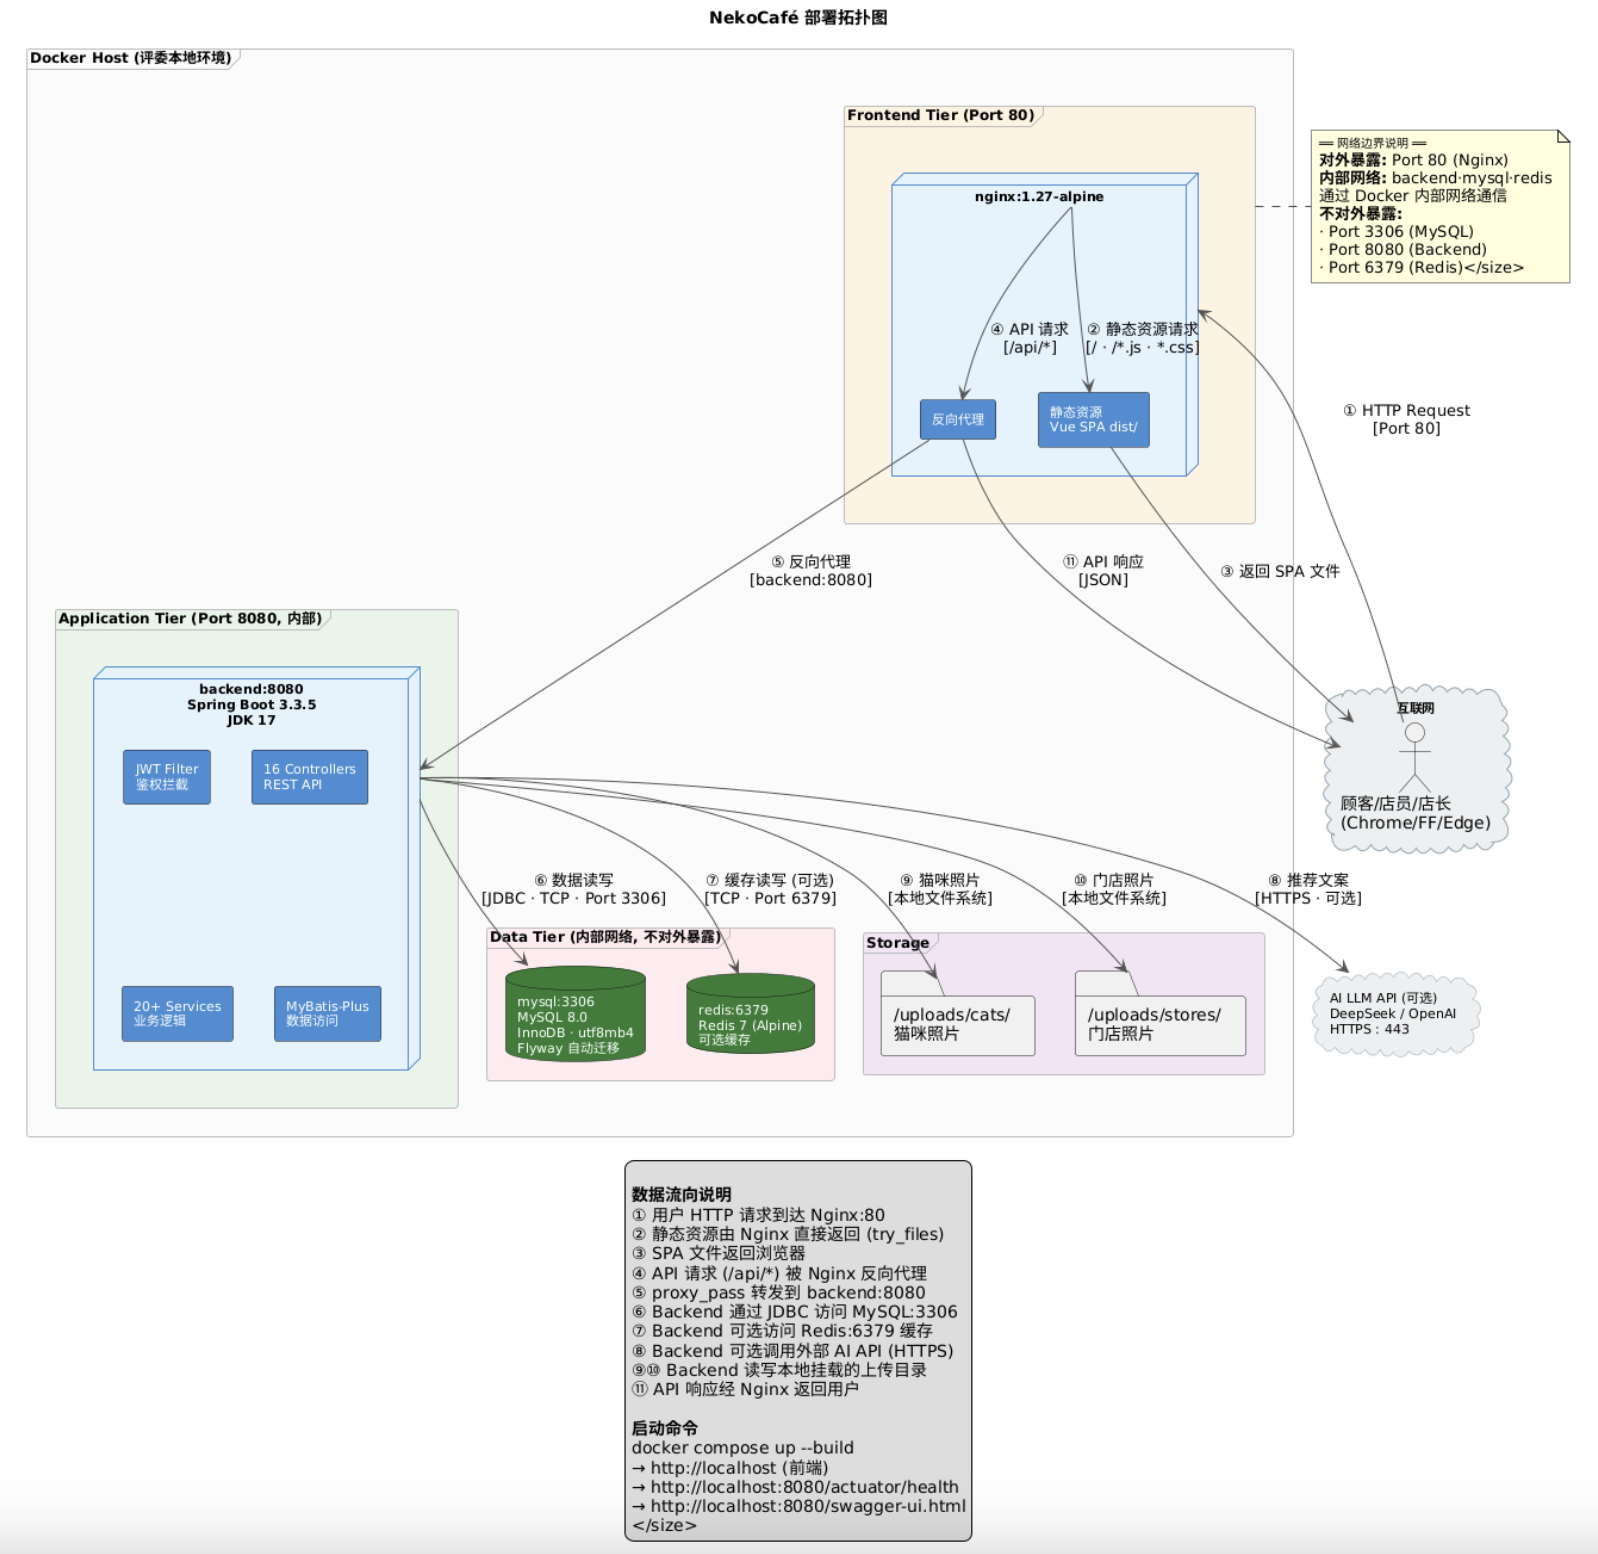 NekoCafé 部署拓扑图
Docker Host (评委本地环境)
Frontend Tier (Port 80)
nginx:1.27-alpine
④ API 请求
[/api/*]
② 静态资源请求
[/ · /*.js · *.css]
反向代理
静态资源
Vue SPA dist/
══ 网络边界说明 ══
对外暴露: Port 80 (Nginx)
内部网络: backend·mysql·redis
通过 Docker 内部网络通信
不对外暴露:
· Port 3306 (MySQL)
· Port 8080 (Backend)
· Port 6379 (Redis)</size>
① HTTP Request
[Port 80]
⑤ 反向代理
[backend:8080]
⑪ API 响应
[JSON]
③ 返回 SPA 文件
Application Tier (Port 8080, 内部)
backend:8080
Spring Boot 3.3.5
JDK 17
JWT Filter
鉴权拦截
16 Controllers
REST API
20+ Services
业务逻辑
MyBatis-Plus
数据访问
互联网
顾客/店员/店长
(Chrome/FF/Edge)
⑥ 数据读写
[JDBC · TCP · Port 3306]
⑦ 缓存读写 (可选)
[TCP · Port 6379]
⑨ 猫咪照片
[本地文件系统]
⑩ 门店照片
[本地文件系统]
⑧ 推荐文案
[HTTPS · 可选]
Data Tier (内部网络, 不对外暴露)
mysql:3306
MySQL 8.0
InnoDB · utf8mb4
Flyway 自动迁移
redis:6379
Redis 7 (Alpine)
可选缓存
Storage
/uploads/cats/
猫咪照片
/uploads/stores/
门店照片
AI LLM API (可选)
DeepSeek / OpenAI
HTTPS : 443
数据流向说明
① 用户 HTTP 请求到达 Nginx:80
② 静态资源由 Nginx 直接返回 (try_files)
③ SPA 文件返回浏览器
④ API 请求 (/api/*) 被 Nginx 反向代理
⑤ proxy_pass 转发到 backend:8080
⑥ Backend 通过 JDBC 访问 MySQL:3306
⑦ Backend 可选访问 Redis:6379 缓存
⑧ Backend 可选调用外部 AI API (HTTPS)
⑨⑩ Backend 读写本地挂载的上传目录
⑪ API 响应经 Nginx 返回用户
启动命令
docker compose up --build
→ http://localhost (前端)
→ http://localhost:8080/actuator/health
→ http://localhost:8080/swagger-ui.html
</size>